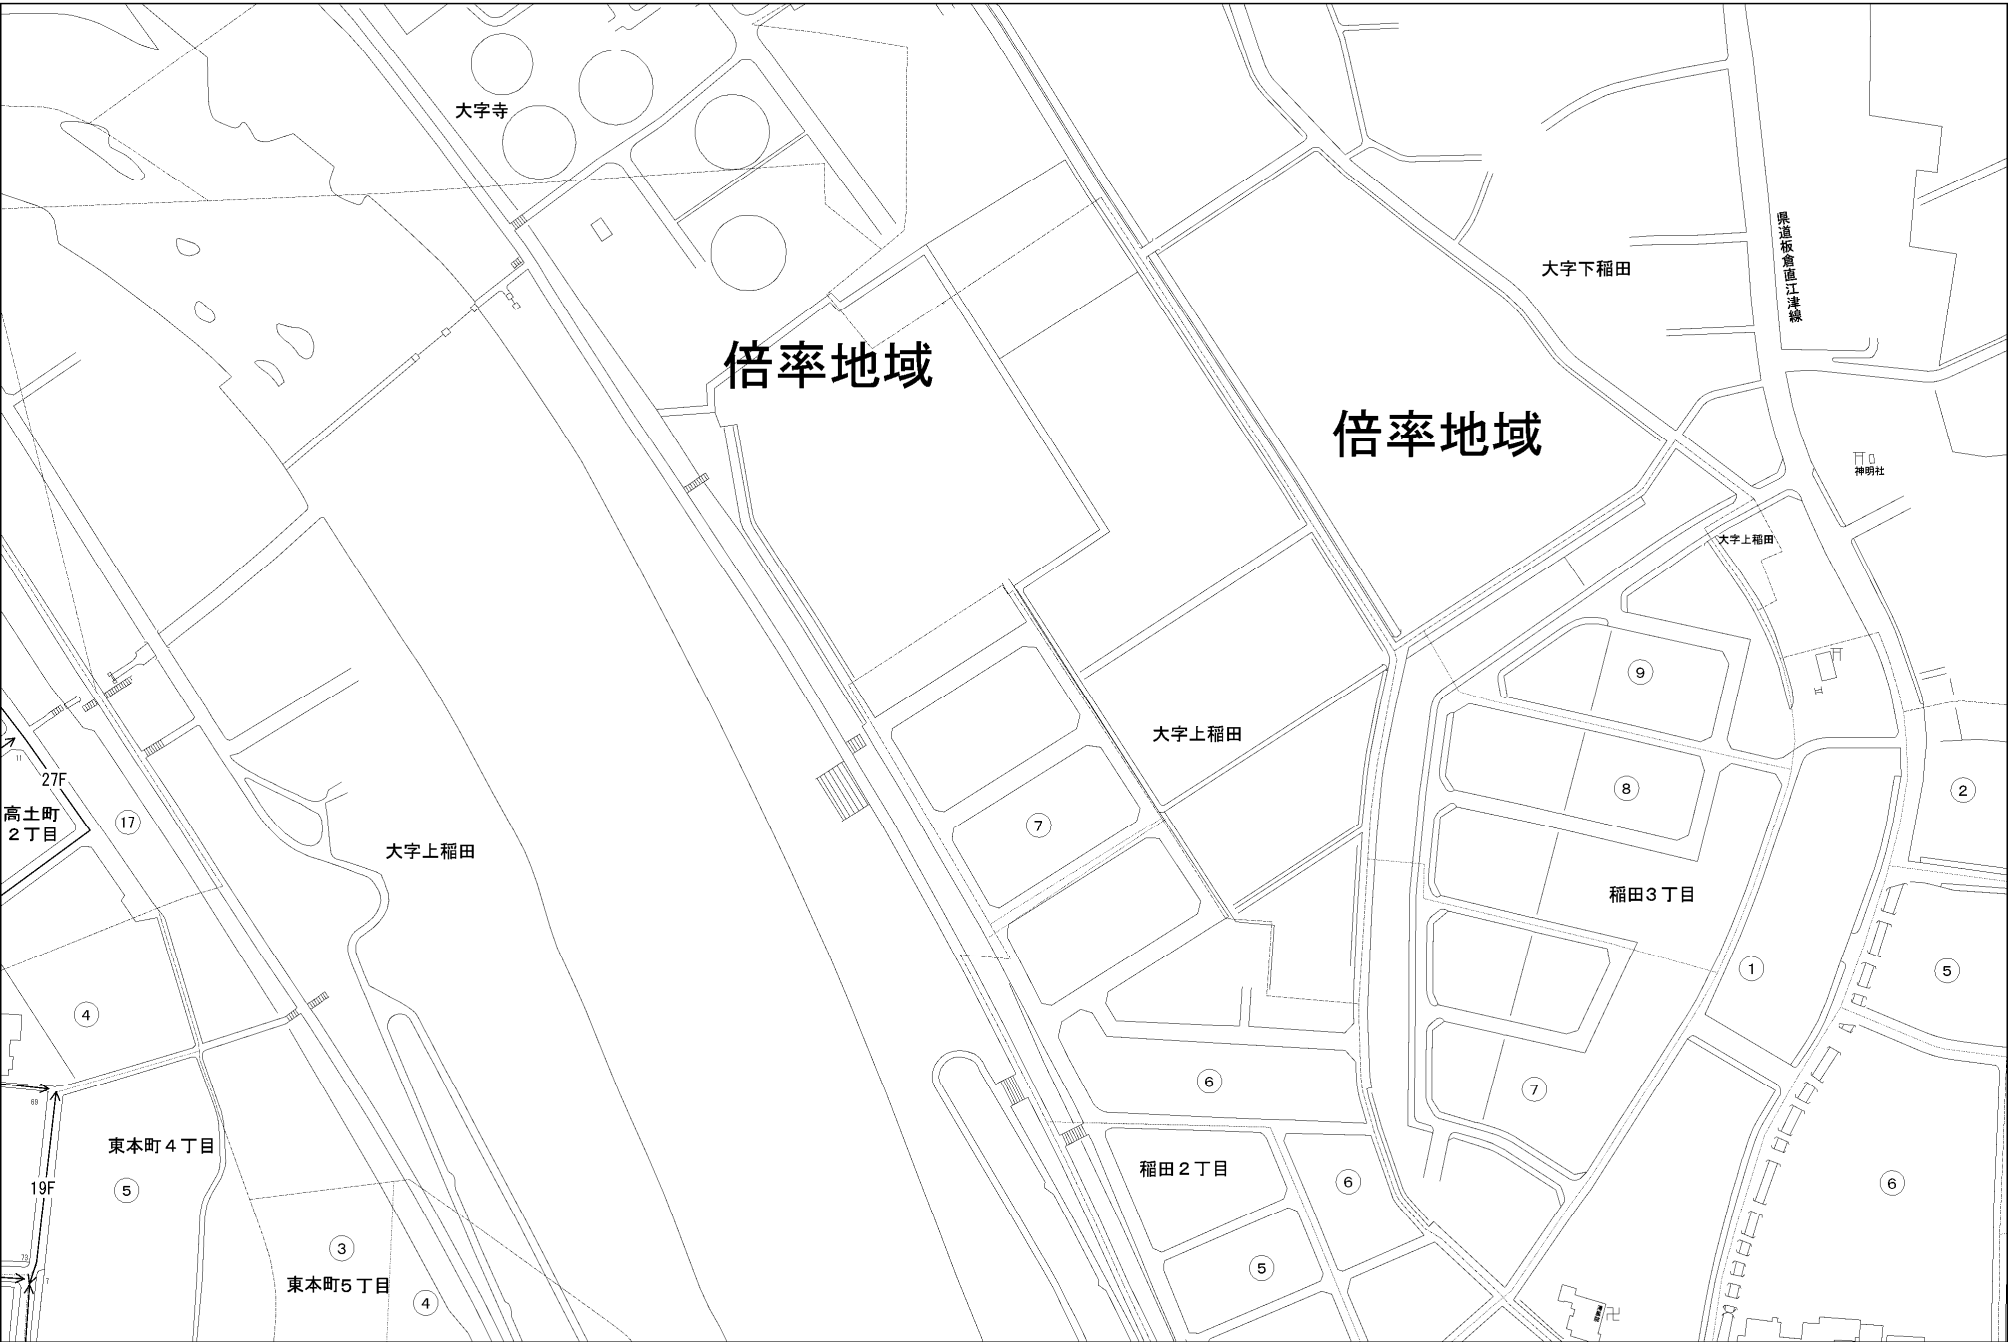 大字寺
県道板倉直江津線
大字下稲田
倍率地域
倍率地域
神明社
大字上稲田
9
大字上稲田
11
27F
8
2
高土町
2丁目
17
7
大字上稲田
稲田3丁目
1
5
4
6
7
69
東本町4丁目
稲田2丁目
5
19F
6
6
3
73
7
5
東本町5丁目
4